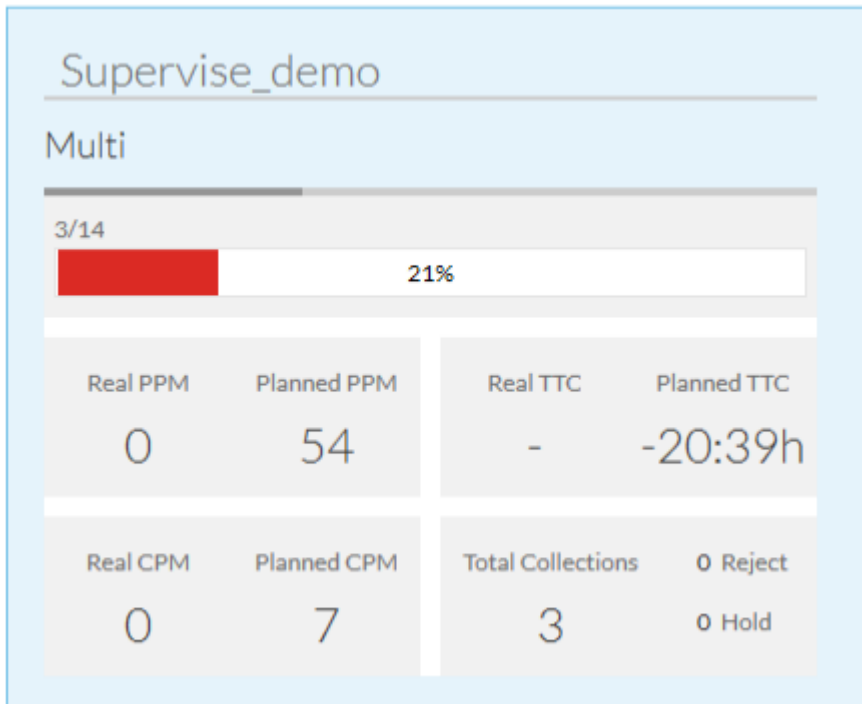 Supervise_demo
Multi
3/14
21%
Real PPM Planned PPM
0 54
Real TTC Planned TTC
- -20:39h
Real CPM Planned CPM
0 7
Total Collections 0 Reject
3 0 Hold